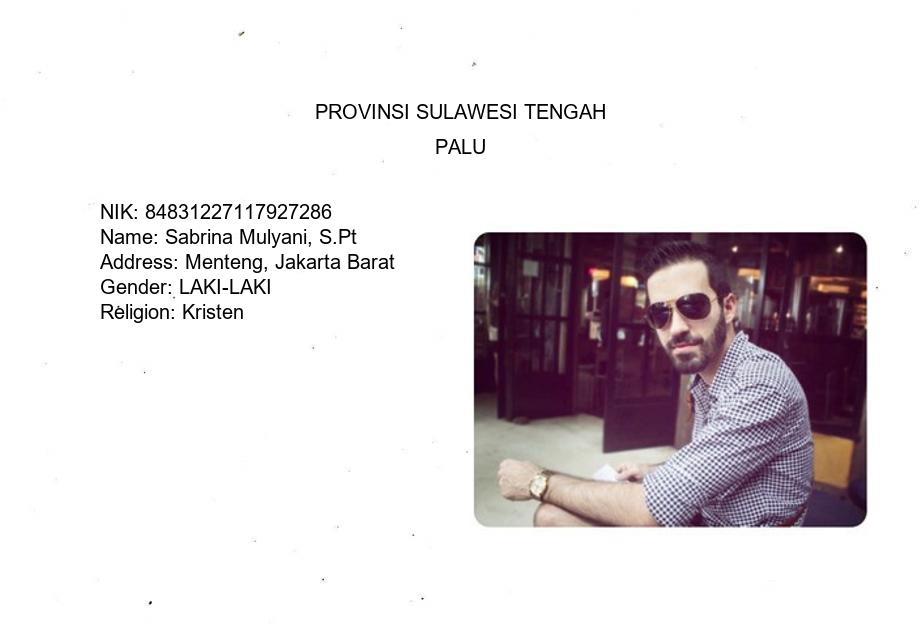 PROVINSI SULAWESI TENGAH
PALU
NIK: 84831227117927286
Name: Sabrina Mulyani, S.Pt
Address: Menteng, Jakarta Barat
Gender: LAKI-LAKI
Religion: Kristen